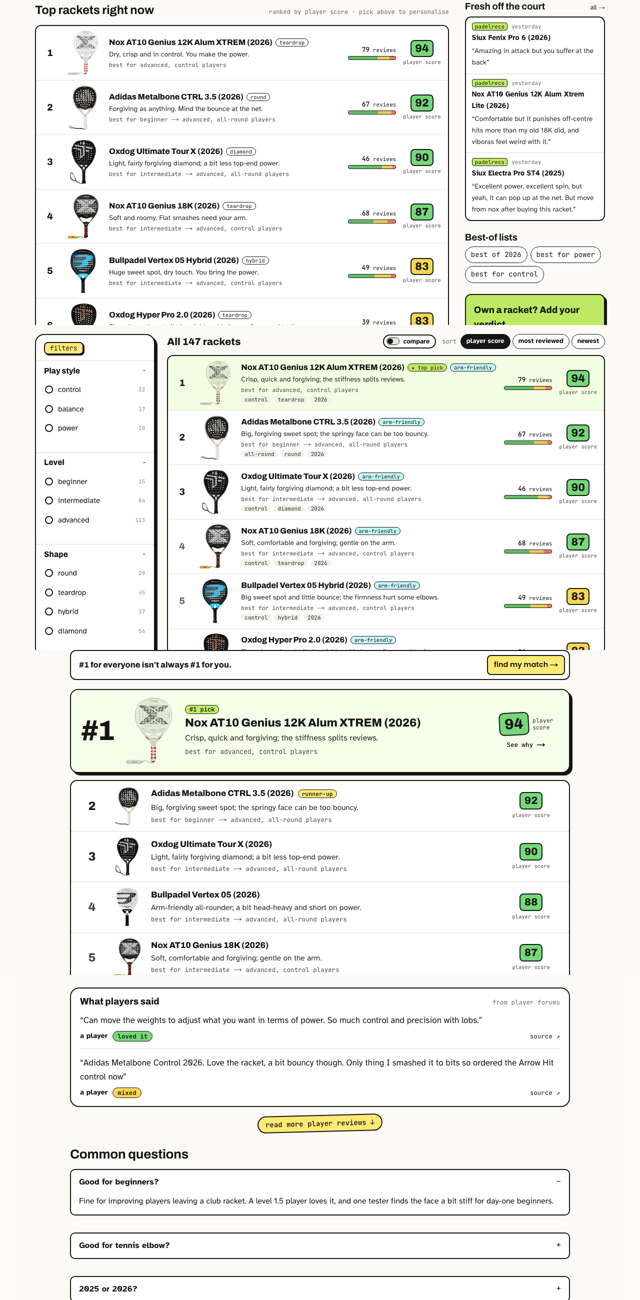 Top rackets right now
ranked by player score · pick above to personalise
1
Nox AT10 Genius 12K Alum XTREM (2026) teardrop
Dry, crisp and in control. You make the power.
best for advanced, control players
79 reviews
94
player score
2
Adidas Metalbone CTRL 3.5 (2026) round
Forgiving as anything. Mind the bounce at the net.
best for beginner → advanced, all-round players
67 reviews
92
player score
3
Oxdog Ultimate Tour X (2026) diamond
Light, fairly forgiving diamond; a bit less top-end power.
best for intermediate → advanced, all-round players
46 reviews
90
player score
4
Nox AT10 Genius 18K (2026) teardrop
Soft and roomy. Flat smashes need your arm.
best for intermediate → advanced, control players
68 reviews
87
player score
5
Bullpadel Vertex 05 Hybrid (2026) hybrid
Huge sweet spot, dry touch. You bring the power.
best for intermediate → advanced, control players
49 reviews
83
player score
Oxdog Hyper Pro 2.0 (2026) teardrop
39 reviews
83
Fresh off the court
all →
padelrecs yesterday
Siux Fenix Pro 6 (2026)
“Amazing in attack but you suffer at the
back”
padelrecs yesterday
Nox AT10 Genius 12K Alum Xtrem
Lite (2026)
“Comfortable but it punishes off-centre
hits more than my old 18K did, and
viboras feel weird with it.”
padelrecs yesterday
Siux Electra Pro ST4 (2025)
“Excellent power, excellent spin, but
yeah, it can pop up at the net. But move
from nox after buying this racket.”
Best-of lists
best of 2026
best for power
best for control
Own a racket? Add your
verdict
filters
Play style -
control 32
balance 17
power 20
Level -
beginner 15
intermediate 84
advanced 113
Shape -
round 29
teardrop 45
hybrid 17
diamond 56
All 147 rackets
compare
sort
player score
most reviewed
newest
1
Nox AT10 Genius 12K Alum XTREM (2026) ★ top pick arm-friendly
Crisp, quick and forgiving; the stiffness splits reviews.
best for advanced, control players
control teardrop 2026
79 reviews
94
player score
2
Adidas Metalbone CTRL 3.5 (2026) arm-friendly
Big, forgiving sweet spot; the springy face can be too bouncy.
best for beginner → advanced, all-round players
all-round round 2026
67 reviews
92
player score
3
Oxdog Ultimate Tour X (2026) arm-friendly
Light, fairly forgiving diamond; a bit less top-end power.
best for intermediate → advanced, all-round players
control diamond 2026
46 reviews
90
player score
4
Nox AT10 Genius 18K (2026) arm-friendly
Soft, comfortable and forgiving; gentle on the arm.
best for intermediate → advanced, control players
control teardrop 2026
68 reviews
87
player score
5
Bullpadel Vertex 05 Hybrid (2026) arm-friendly
Big sweet spot and little bounce; the firmness hurt some elbows.
best for intermediate → advanced, control players
control hybrid 2026
49 reviews
83
player score
Oxdog Hyper Pro 2.0 (2026) arm-friendly
#1 for everyone isn't always #1 for you.
find my match →
#1
#1 pick
Nox AT10 Genius 12K Alum XTREM (2026)
Crisp, quick and forgiving; the stiffness splits reviews.
best for advanced, control players
94
player
score
See why →
2
Adidas Metalbone CTRL 3.5 (2026) runner-up
Big, forgiving sweet spot; the springy face can be too bouncy.
best for beginner → advanced, all-round players
92
player score
3
Oxdog Ultimate Tour X (2026)
Light, fairly forgiving diamond; a bit less top-end power.
best for intermediate → advanced, all-round players
90
player score
4
Bullpadel Vertex 05 (2026)
Arm-friendly all-rounder; a bit head-heavy and short on power.
best for intermediate → advanced, all-round players
88
player score
5
Nox AT10 Genius 18K (2026)
Soft, comfortable and forgiving; gentle on the arm.
best for intermediate → advanced, control players
87
player score
What players said
from player forums
“Can move the weights to adjust what you want in terms of power. So much control and precision with lobs.”
a player loved it
source ↗
“Adidas Metalbone Control 2026. Love the racket, a bit bouncy though. Only thing I smashed it to bits so ordered the Arrow Hit
control now”
a player mixed
source ↗
read more player reviews ↓
Common questions
Good for beginners? −
Fine for improving players leaving a club racket. A level 1.5 player loves it, and one tester finds the face a bit stiff for day-one beginners.
Good for tennis elbow? +
2025 or 2026? +